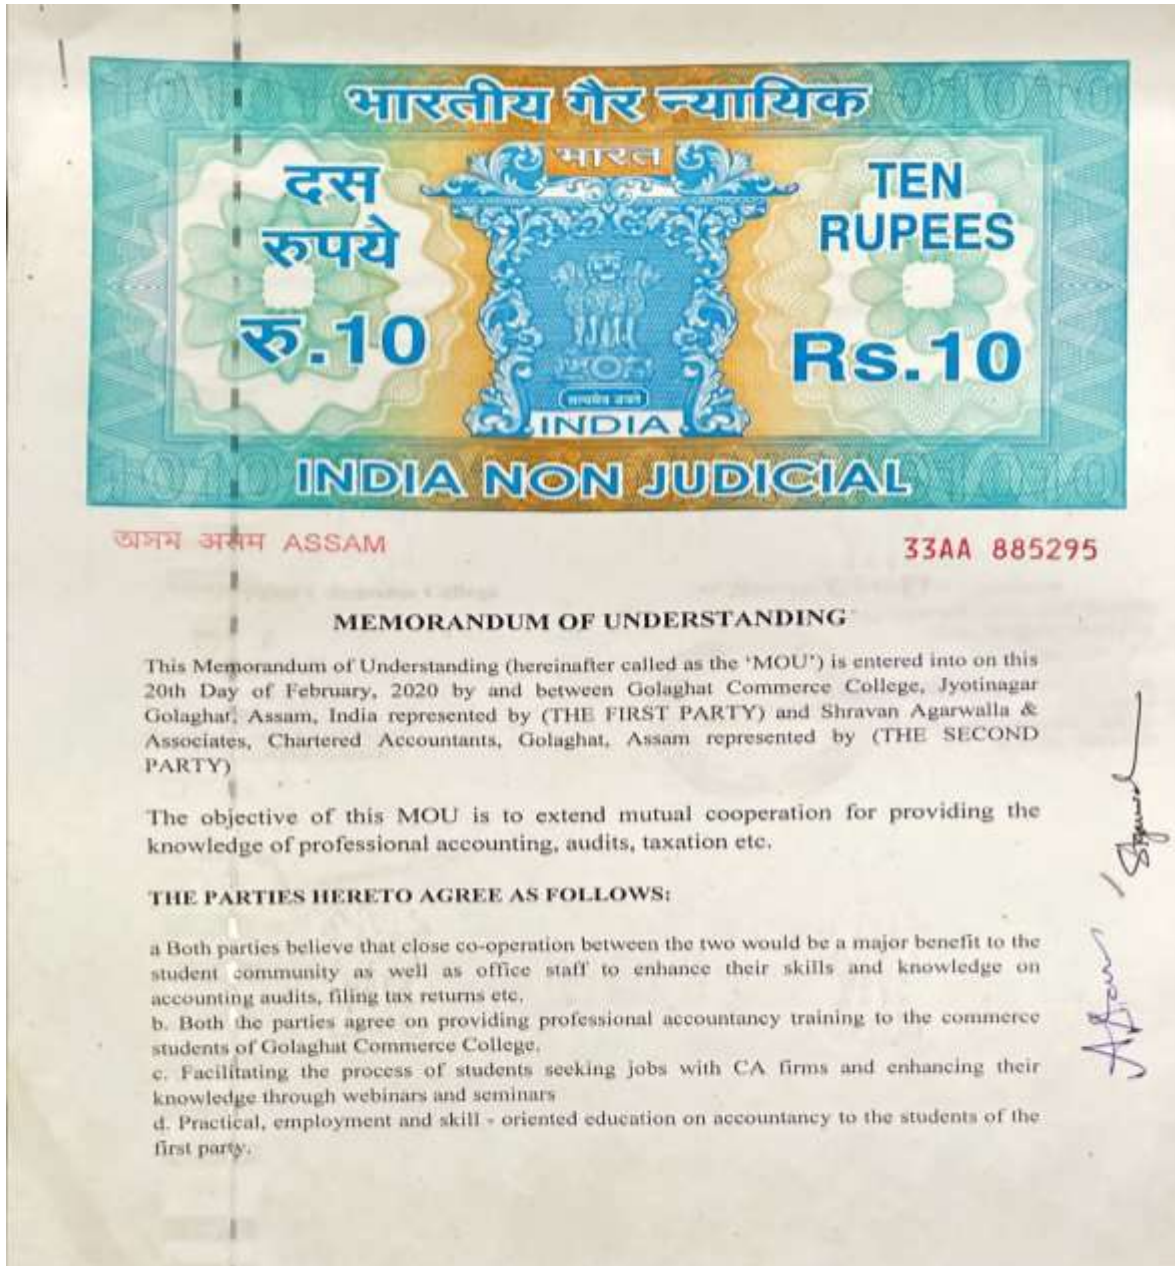 भारतीय गैर न्यायिक
भारत
दस
रुपये
रु.10
TEN
RUPEES
Rs.10
सत्यमेव जयते
INDIA
INDIA NON JUDICIAL
অসম असम ASSAM
33AA 885295
MEMORANDUM OF UNDERSTANDING
This Memorandum of Understanding (hereinafter called as the ‘MOU’) is entered into on this
20th Day of February, 2020 by and between Golaghat Commerce College, Jyotinagar
Golaghat, Assam, India represented by (THE FIRST PARTY) and Shravan Agarwalla &
Associates, Chartered Accountants, Golaghat, Assam represented by (THE SECOND
PARTY)
The objective of this MOU is to extend mutual cooperation for providing the
knowledge of professional accounting, audits, taxation etc.
THE PARTIES HERETO AGREE AS FOLLOWS:
a Both parties believe that close co-operation between the two would be a major benefit to the
student community as well as office staff to enhance their skills and knowledge on
accounting audits, filing tax returns etc.
b. Both the parties agree on providing professional accountancy training to the commerce
students of Golaghat Commerce College.
c. Facilitating the process of students seeking jobs with CA firms and enhancing their
knowledge through webinars and seminars
d. Practical, employment and skill - oriented education on accountancy to the students of the
first party.